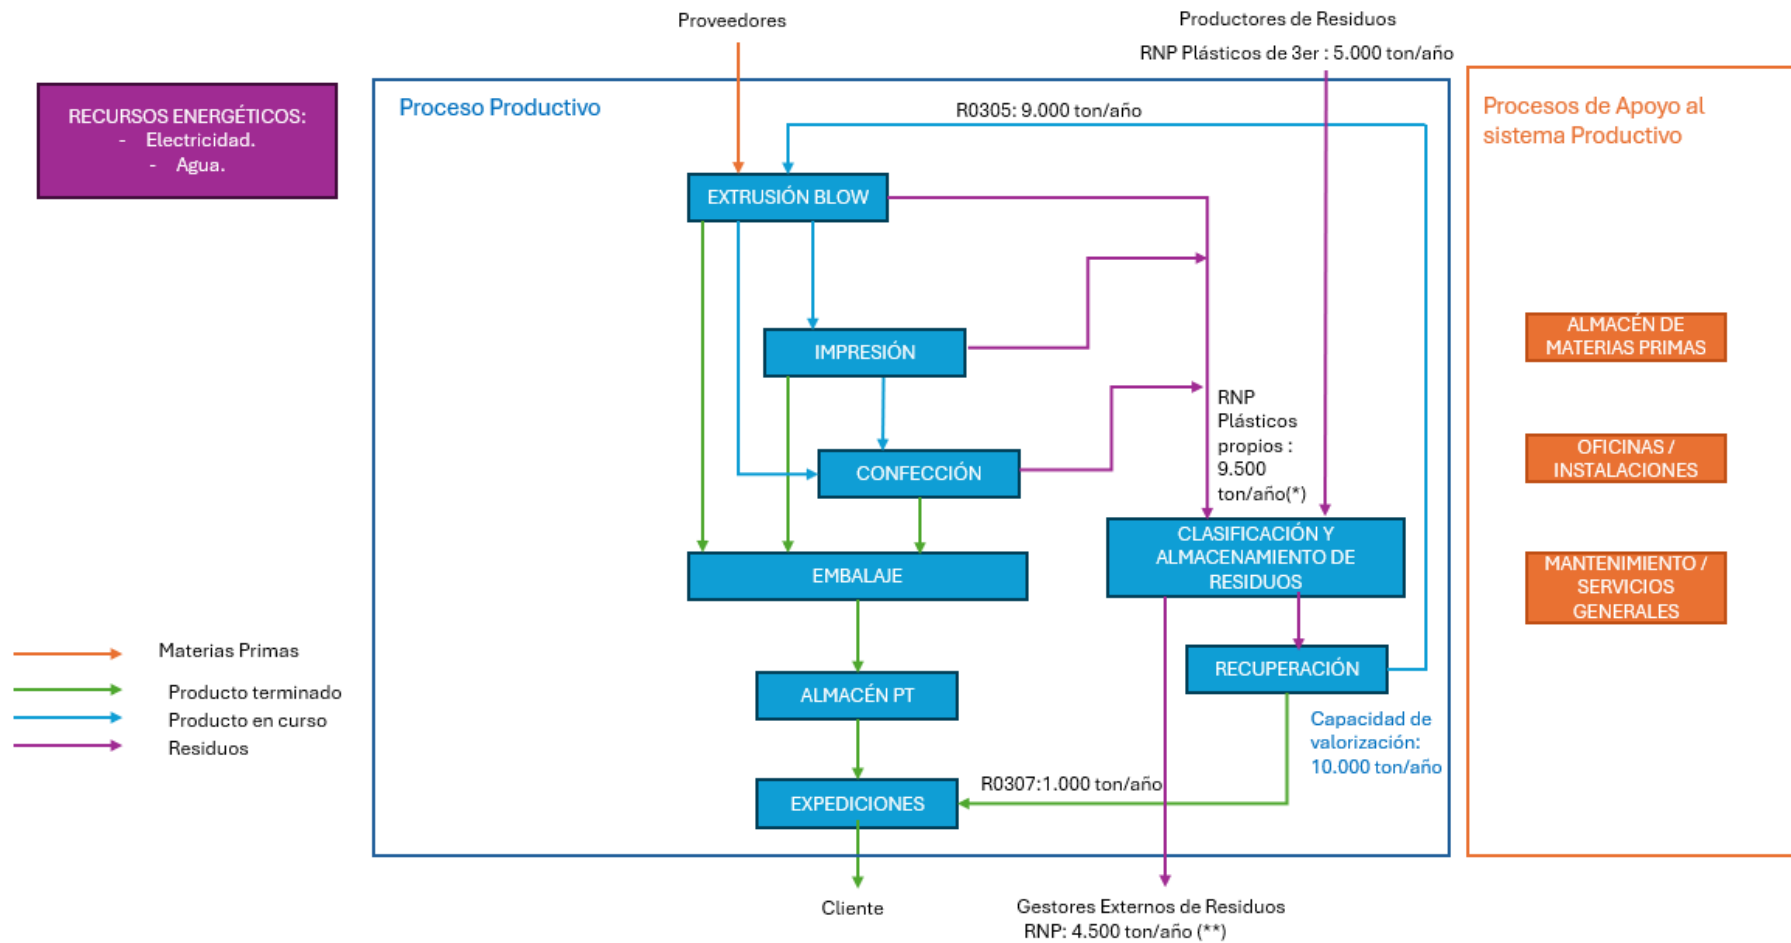 Proveedores
Productores de Residuos
RNP Plásticos de 3er : 5.000 ton/año
RECURSOS ENERGÉTICOS:
- Electricidad.
- Agua.
Proceso Productivo
R0305: 9.000 ton/año
Procesos de Apoyo al
sistema Productivo
EXTRUSIÓN BLOW
IMPRESIÓN
ALMACÉN DE
MATERIAS PRIMAS
RNP
Plásticos
propios :
9.500
ton/año(*)
CONFECCIÓN
OFICINAS /
INSTALACIONES
CLASIFICACIÓN Y
ALMACENAMIENTO DE
RESIDUOS
EMBALAJE
MANTENIMIENTO /
SERVICIOS
GENERALES
Materias Primas
Producto terminado
Producto en curso
Residuos
RECUPERACIÓN
ALMACÉN PT
Capacidad de
valorización:
10.000 ton/año
R0307:1.000 ton/año
EXPEDICIONES
Cliente
Gestores Externos de Residuos
RNP: 4.500 ton/año (**)